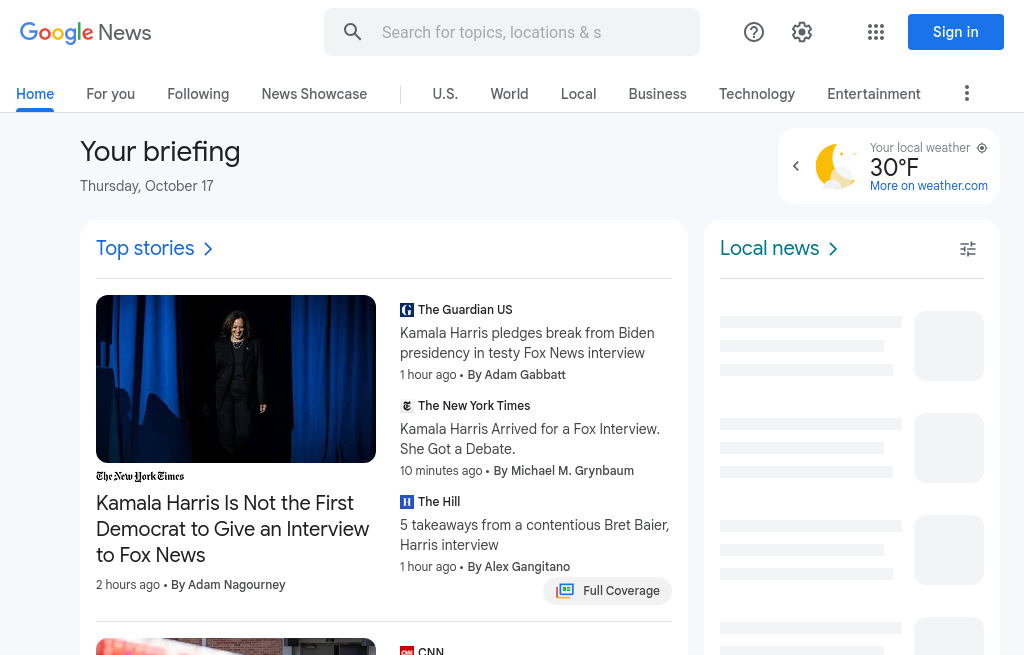 Google News
Search for topics, locations & s
Sign in
Home
For you
Following
News Showcase
U.S.
World
Local
Business
Technology
Entertainment
Your briefing
Thursday, October 17
Your local weather
30°F
More on weather.com
Top stories
The New York Times
Kamala Harris Is Not the First
Democrat to Give an Interview
to Fox News
2 hours ago • By Adam Nagourney
The Guardian US
Kamala Harris pledges break from Biden
presidency in testy Fox News interview
1 hour ago • By Adam Gabbatt
The New York Times
Kamala Harris Arrived for a Fox Interview.
She Got a Debate.
10 minutes ago • By Michael M. Grynbaum
H The Hill
5 takeaways from a contentious Bret Baier,
Harris interview
1 hour ago • By Alex Gangitano
Full Coverage
CNN
Local news